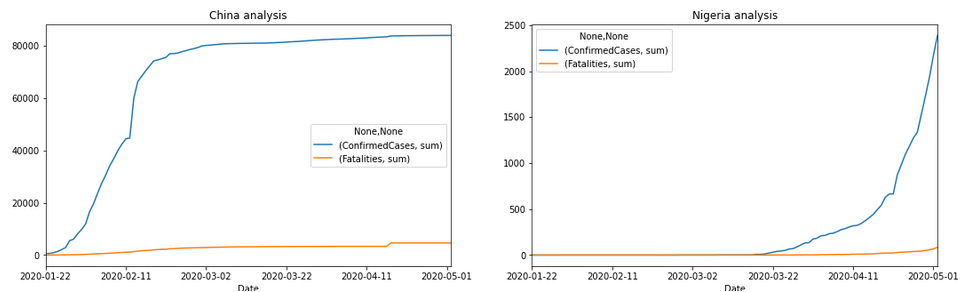 China analysis
80000
60000
40000
20000
0
None,None
(ConfirmedCases, sum)
(Fatalities, sum)
2020-01-22 2020-02-11 2020-03-02 2020-03-22 2020-04-11 2020-05-01
Date
Nigeria analysis
2500
2000
1500
1000
500
0
None,None
(ConfirmedCases, sum)
(Fatalities, sum)
2020-01-22 2020-02-11 2020-03-02 2020-03-22 2020-04-11 2020-05-01
Date